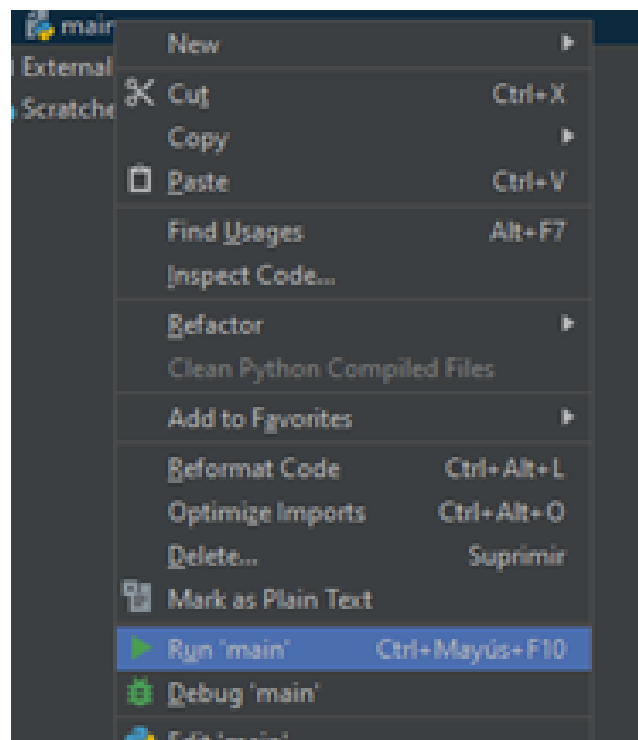 main
New
External
Cut Ctrl+X
Scratche
Copy
Paste Ctrl+V
Find Usages Alt+F7
Inspect Code...
Refactor
Clean Python Compiled Files
Add to Favorites
Reformat Code Ctrl+Alt+L
Optimize Imports Ctrl+Alt+O
Delete... Suprimir
Mark as Plain Text
Run 'main' Ctrl+Mayús+F10
Debug 'main'
Edit 'main'